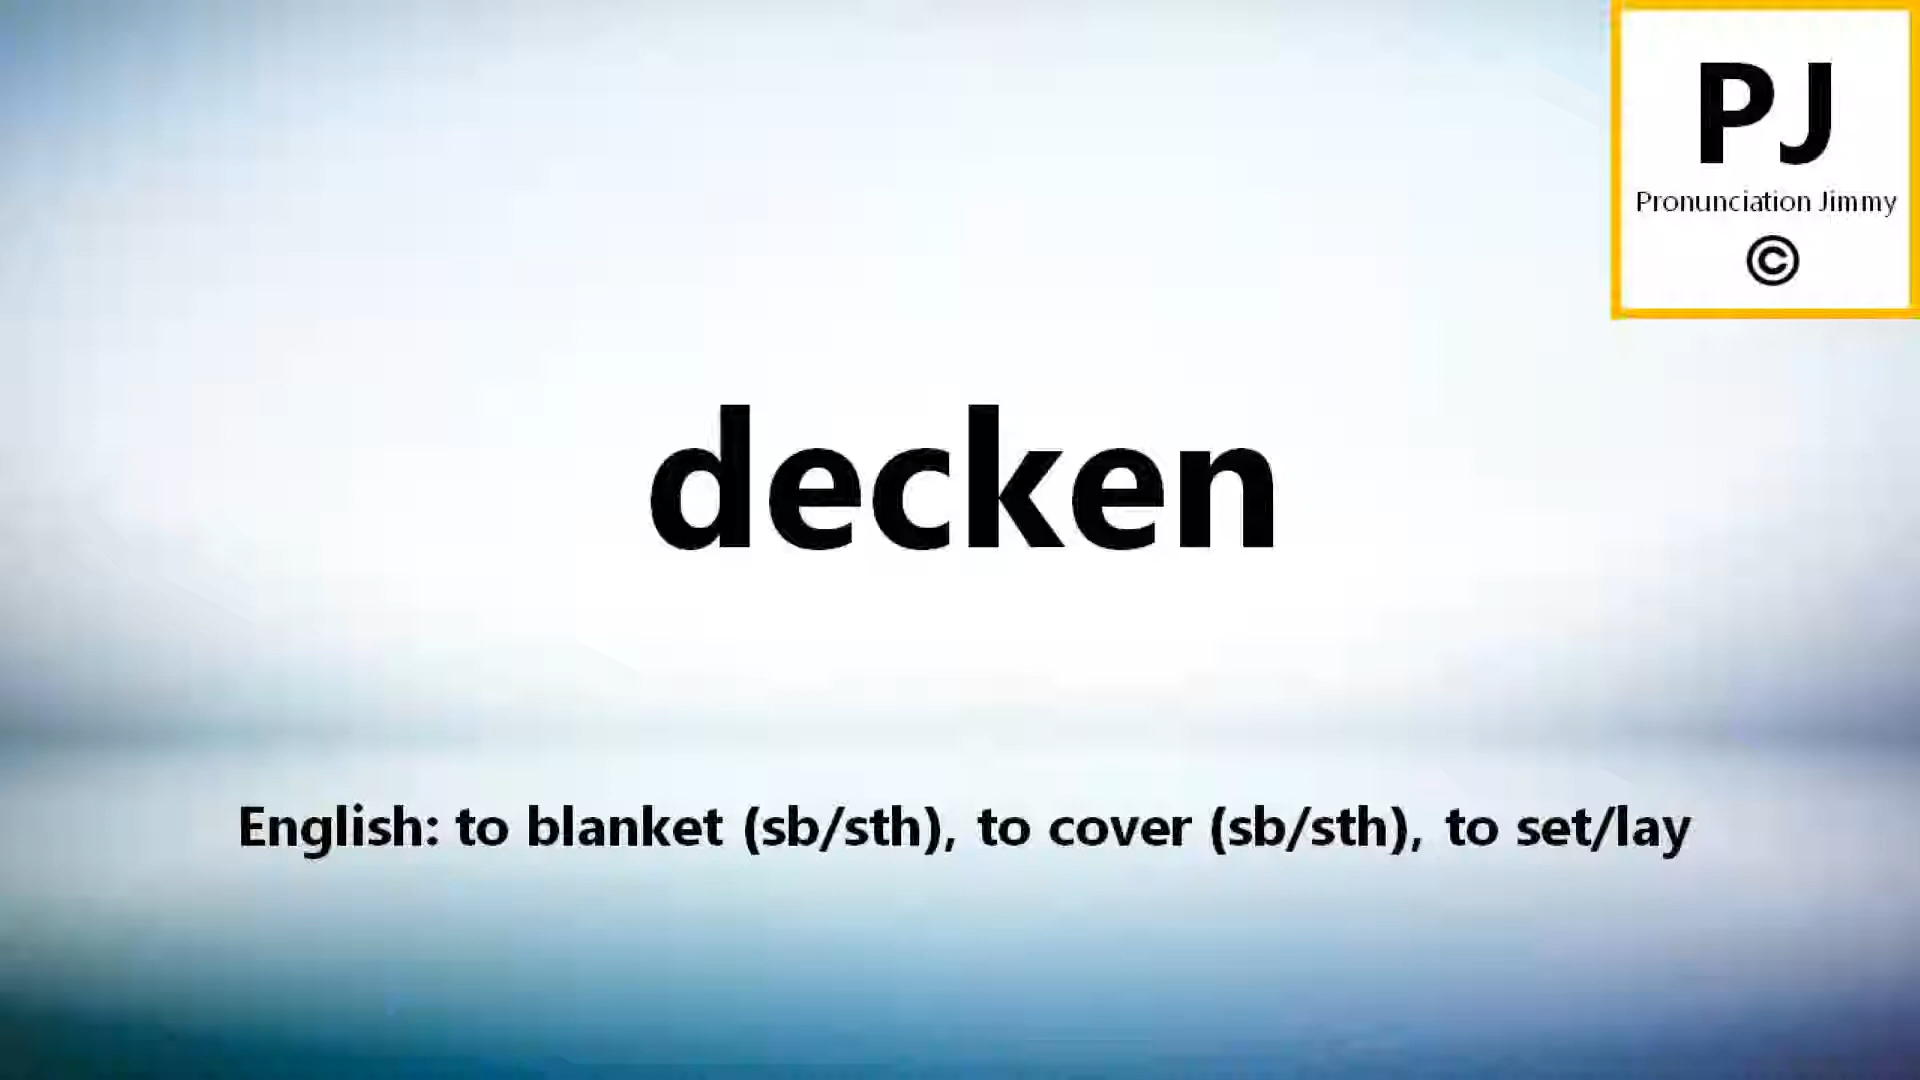 PJ
Pronunciation Jimmy
©
decken
English: to blanket (sb/sth), to cover (sb/sth), to set/lay